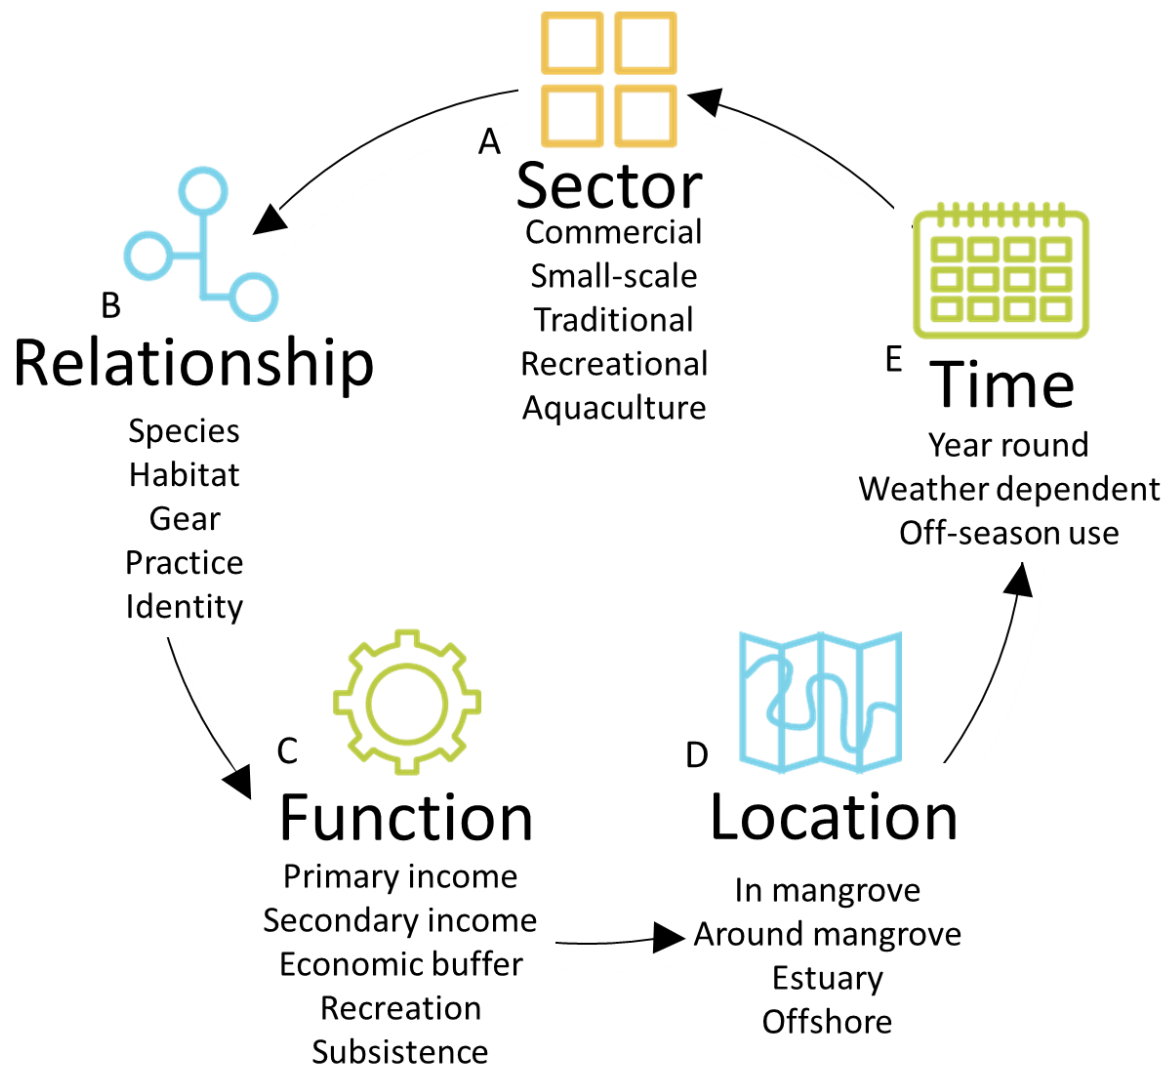 A
Sector
Commercial
Small-scale
Traditional
Recreational
Aquaculture
B
Relationship
Species
Habitat
Gear
Practice
Identity
C
Function
Primary income
Secondary income
Economic buffer
Recreation
Subsistence
D
Location
In mangrove
Around mangrove
Estuary
Offshore
E
Time
Year round
Weather dependent
Off-season use